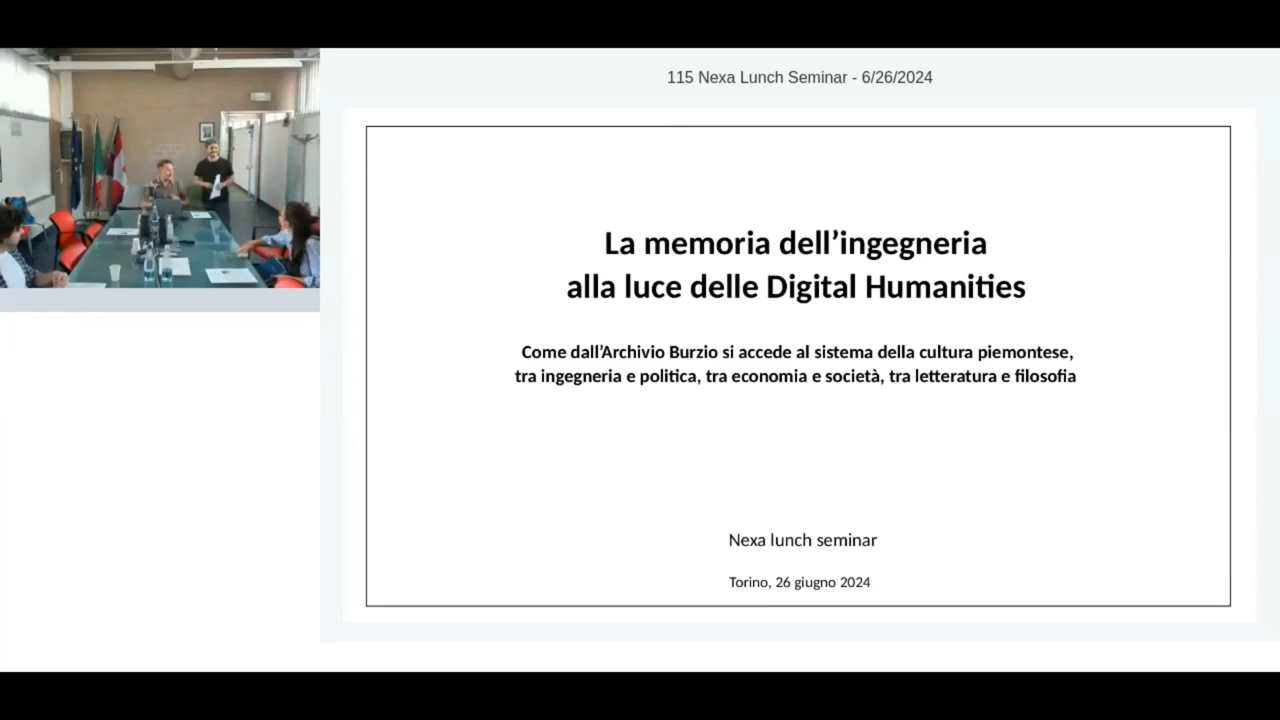 115 Nexa Lunch Seminar - 6/26/2024
La memoria dell’ingegneria
alla luce delle Digital Humanities
Come dall’Archivio Burzio si accede al sistema della cultura piemontese,
tra ingegneria e politica, tra economia e società, tra letteratura e filosofia
Nexa lunch seminar
Torino, 26 giugno 2024